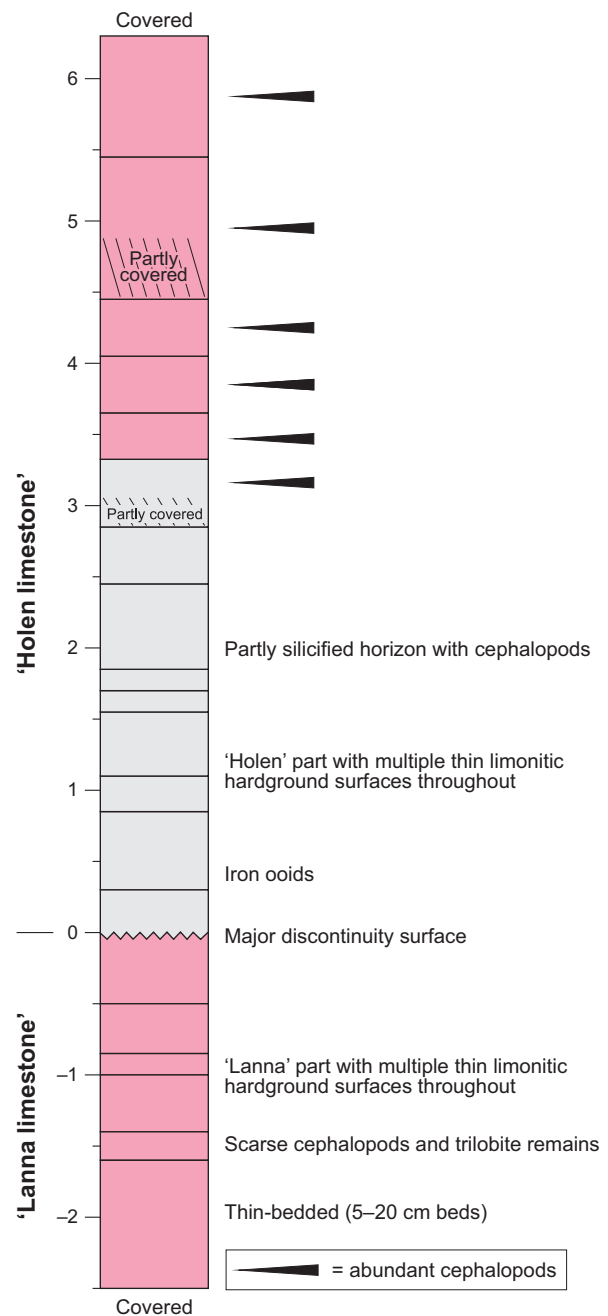 Covered
6
5
Partly
covered
4
3
Partly covered
'Holen limestone'
2
Partly silicified horizon with cephalopods
'Holen' part with multiple thin limonitic
hardground surfaces throughout
1
Iron ooids
0
Major discontinuity surface
'Lanna limestone'
'Lanna' part with multiple thin limonitic
hardground surfaces throughout
–1
Scarse cephalopods and trilobite remains
–2
Thin-bedded (5–20 cm beds)
= abundant cephalopods
Covered